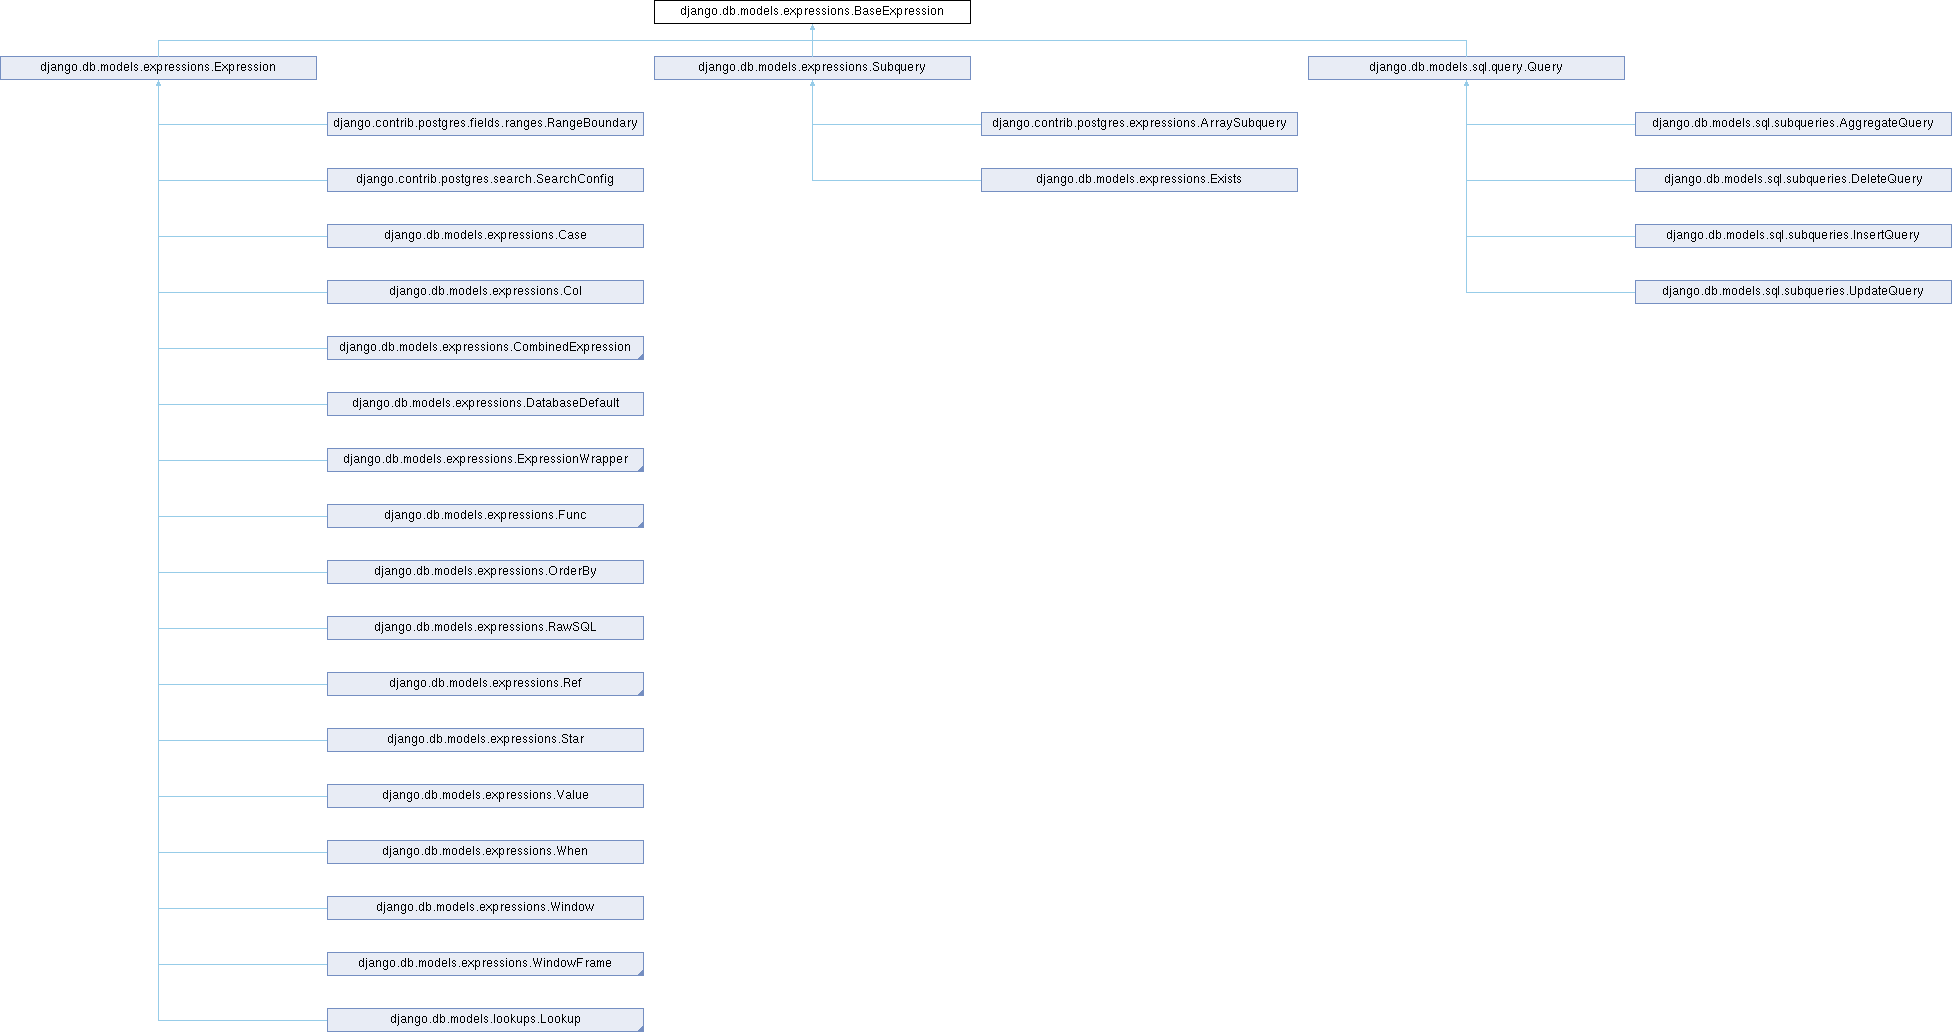 django.db.models.expressions.BaseExpression
django.db.models.expressions.Expression
django.db.models.expressions.Subquery
django.db.models.sql.query.Query
django.contrib.postgres.fields.ranges.RangeBoundary
django.contrib.postgres.expressions.ArraySubquery
django.db.models.sql.subqueries.AggregateQuery
django.contrib.postgres.search.SearchConfig
django.db.models.expressions.Exists
django.db.models.sql.subqueries.DeleteQuery
django.db.models.expressions.Case
django.db.models.sql.subqueries.InsertQuery
django.db.models.expressions.Col
django.db.models.sql.subqueries.UpdateQuery
django.db.models.expressions.CombinedExpression
django.db.models.expressions.DatabaseDefault
django.db.models.expressions.ExpressionWrapper
django.db.models.expressions.Func
django.db.models.expressions.OrderBy
django.db.models.expressions.RawSQL
django.db.models.expressions.Ref
django.db.models.expressions.Star
django.db.models.expressions.Value
django.db.models.expressions.When
django.db.models.expressions.Window
django.db.models.expressions.WindowFrame
django.db.models.lookups.Lookup